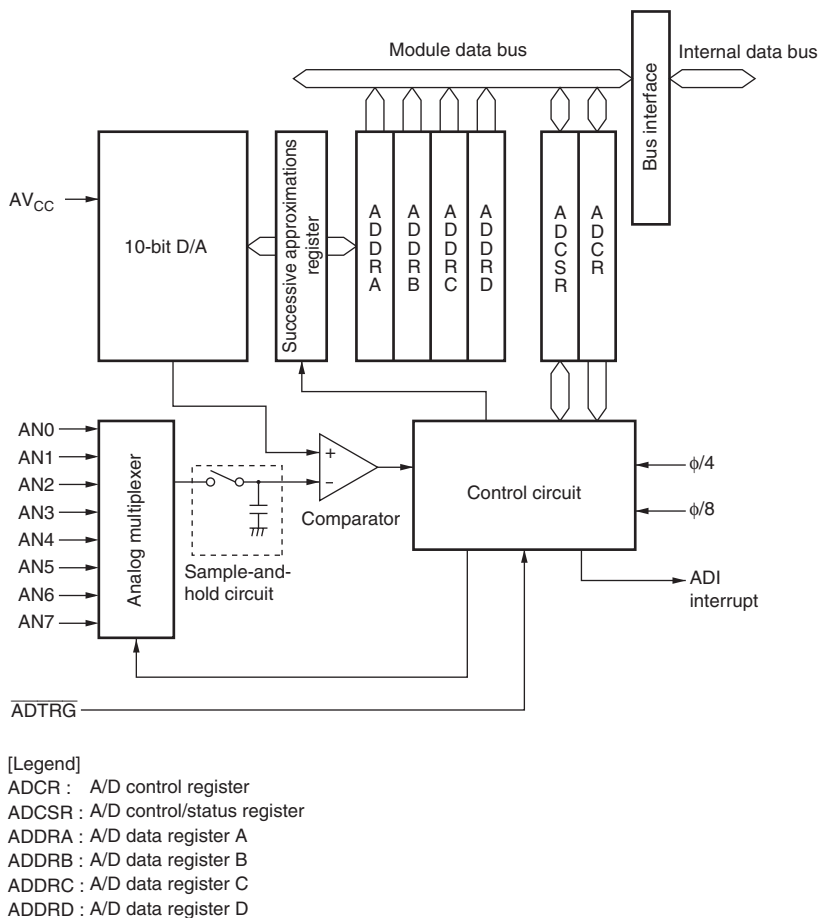 Module data bus
Internal data bus
Bus interface
AVCC
10-bit D/A
Successive approximations
register
ADDRA
ADDRB
ADDRC
ADDRD
ADCSR
ADCR
AN0
AN1
AN2
AN3
AN4
AN5
AN6
AN7
Analog multiplexer
+
−
Comparator
Sample-and-
hold circuit
Control circuit
ϕ/4
ϕ/8
ADI
interrupt
ADTRG
[Legend]
ADCR : A/D control register
ADCSR : A/D control/status register
ADDRA : A/D data register A
ADDRB : A/D data register B
ADDRC : A/D data register C
ADDRD : A/D data register D